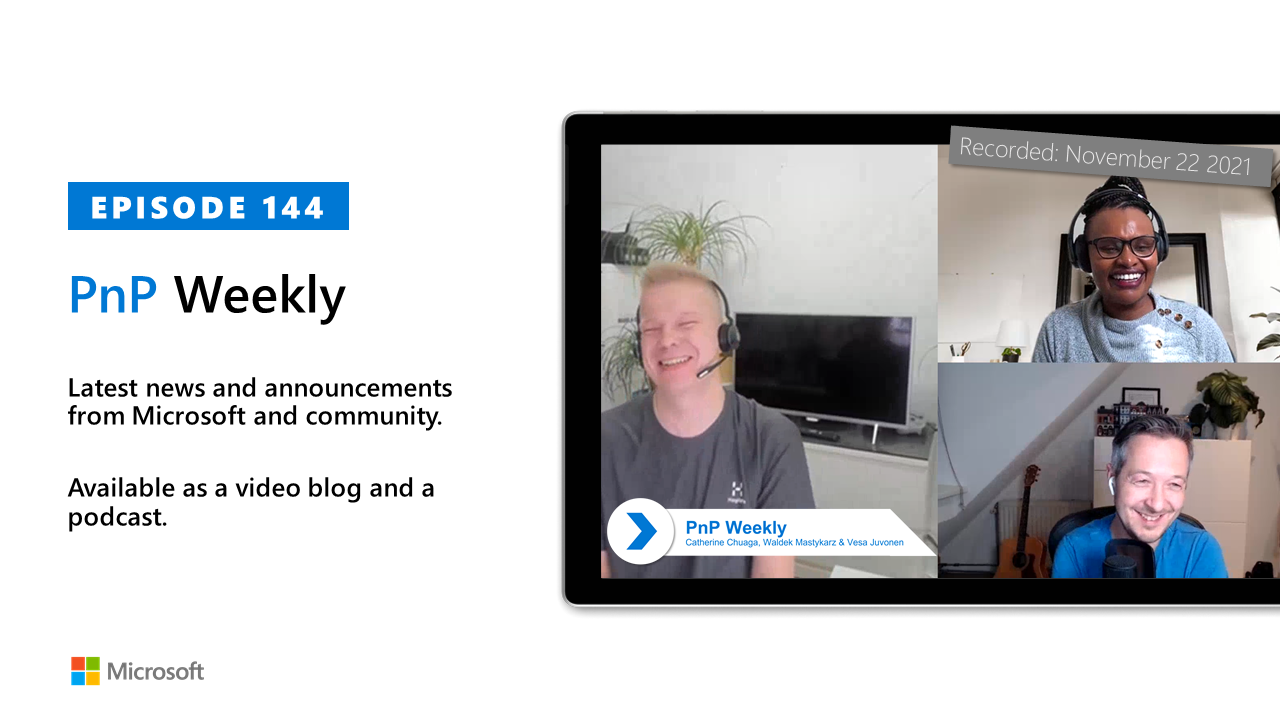 EPISODE 144
PnP Weekly
Latest news and announcements
from Microsoft and community.
Available as a video blog and a
podcast.
Microsoft
Recorded: November 22 2021
PnP Weekly
Catherine Chuaga, Waldek Mastykarz & Vesa Juvonen